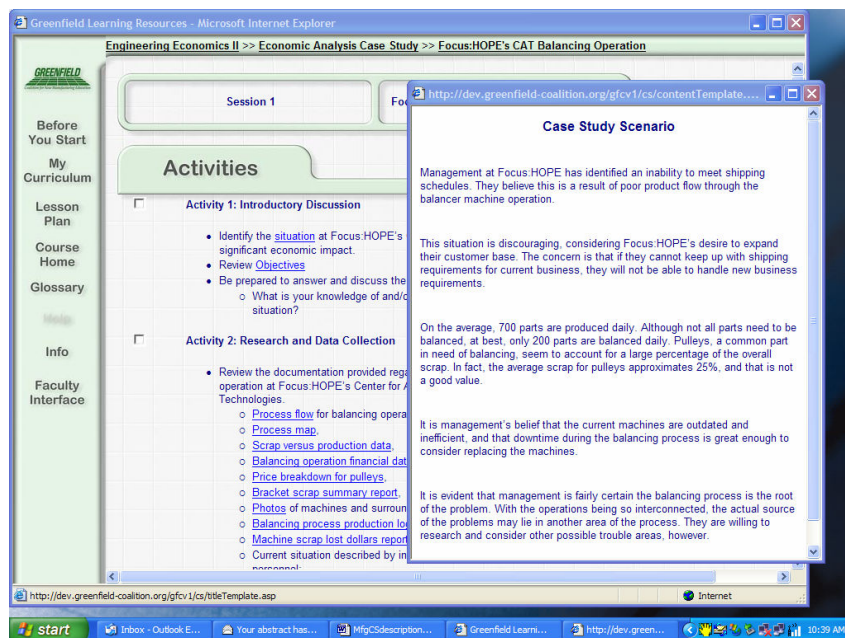 Greenfield Learning Resources - Microsoft Internet Explorer
Engineering Economics II >> Economic Analysis Case Study >> Focus:HOPE's CAT Balancing Operation
GREENFIELD
Before
You Start
My
Curriculum
Lesson
Plan
Course
Home
Glossary
Help
Info
Faculty
Interface
Session 1
Foc
Activities
Activity 1: Introductory Discussion
Identify the situation at Focus:HOPE's
significant economic impact.
Review Objectives
Be prepared to answer and discuss the
What is your knowledge of and/o
situation?
Activity 2: Research and Data Collection
Review the documentation provided rega
operation at Focus:HOPE's Center for A
Technologies.
Process flow for balancing opera
Process map,
Scrap versus production data,
Balancing operation financial dat
Price breakdown for pulleys,
Bracket scrap summary report,
Photos of machines and surroun
Balancing process production lo
Machine scrap lost dollars report
Current situation described by in
personnel:
http://dev.greenfield-coalition.org/gfcv1/cs/contentTemplate....
Case Study Scenario
Management at Focus:HOPE has identified an inability to meet shipping
schedules. They believe this is a result of poor product flow through the
balancer machine operation.
This situation is discouraging, considering Focus:HOPE's desire to expand
their customer base. The concern is that if they cannot keep up with shipping
requirements for current business, they will not be able to handle new business
requirements.
On the average, 700 parts are produced daily. Although not all parts need to be
balanced, at best, only 200 parts are balanced daily. Pulleys, a common part
in need of balancing, seem to account for a large percentage of the overall
scrap. In fact, the average scrap for pulleys approximates 25%, and that is not
a good value.
It is management's belief that the current machines are outdated and
inefficient, and that downtime during the balancing process is great enough to
consider replacing the machines.
It is evident that management is fairly certain the balancing process is the root
of the problem. With the operations being so interconnected, the actual source
of the problems may lie in another area of the process. They are willing to
research and consider other possible trouble areas, however.
http://dev.greenfield-coalition.org/gfcv1/cs/titleTemplate.asp
Internet
start
Inbox - Outlook E...
Your abstract has...
MfgCSdescription...
Greenfield Learni...
http://dev.green...
10:39 AM